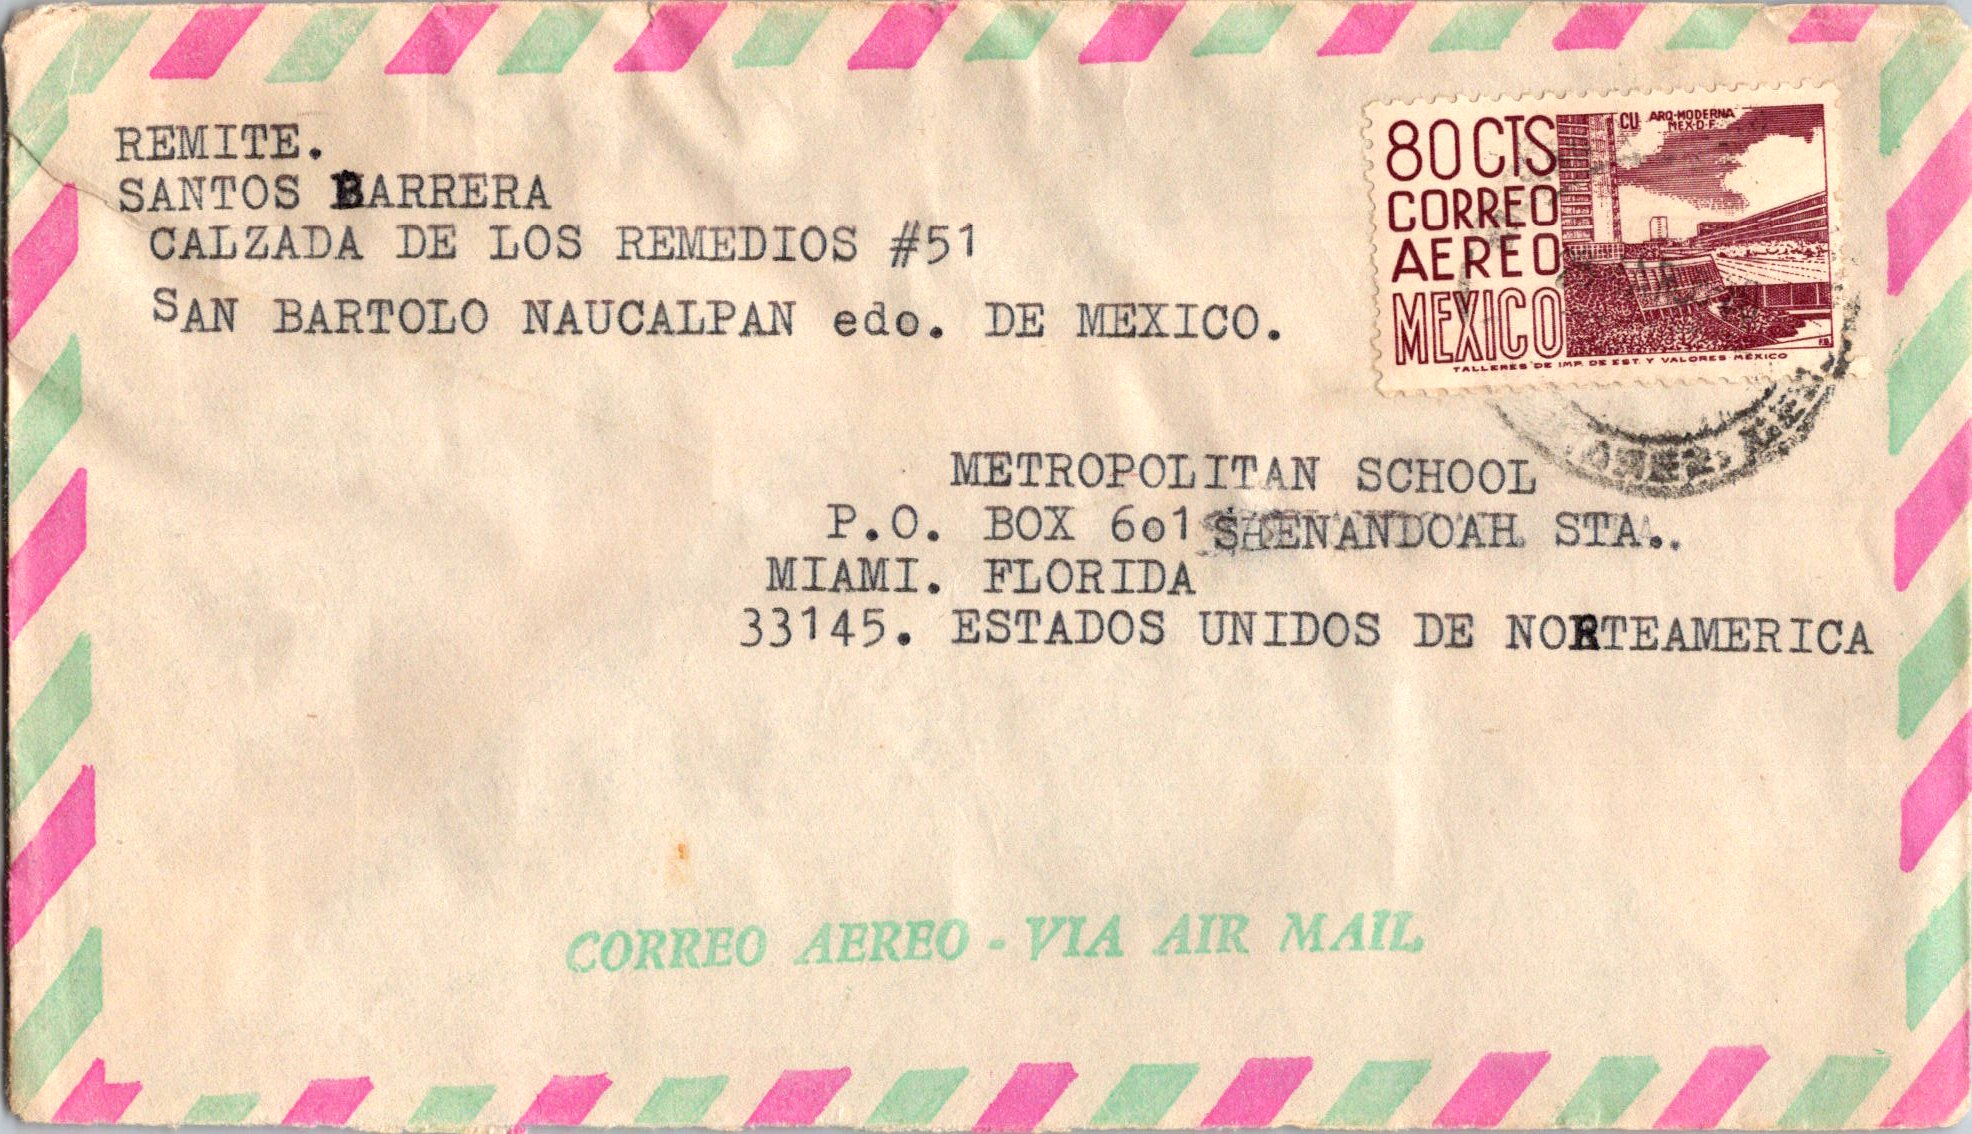 REMITE.
SANTOS BARRERA
CALZADA DE LOS REMEDIOS #51
SAN BARTOLO NAUCALPAN edo. DE MEXICO.
80 CTS
CORREO
AEREO
MEXICO
CU ARQ-MODERNA
MEX-D-F-
TALLERES DE IMP. DE EST. Y VALORES MÉXICO
METROPOLITAN SCHOOL
P.O. BOX 6o1 SHENANDOAH STA..
MIAMI. FLORIDA
33145. ESTADOS UNIDOS DE NORTEAMERICA
CORREO AEREO - VIA AIR MAIL